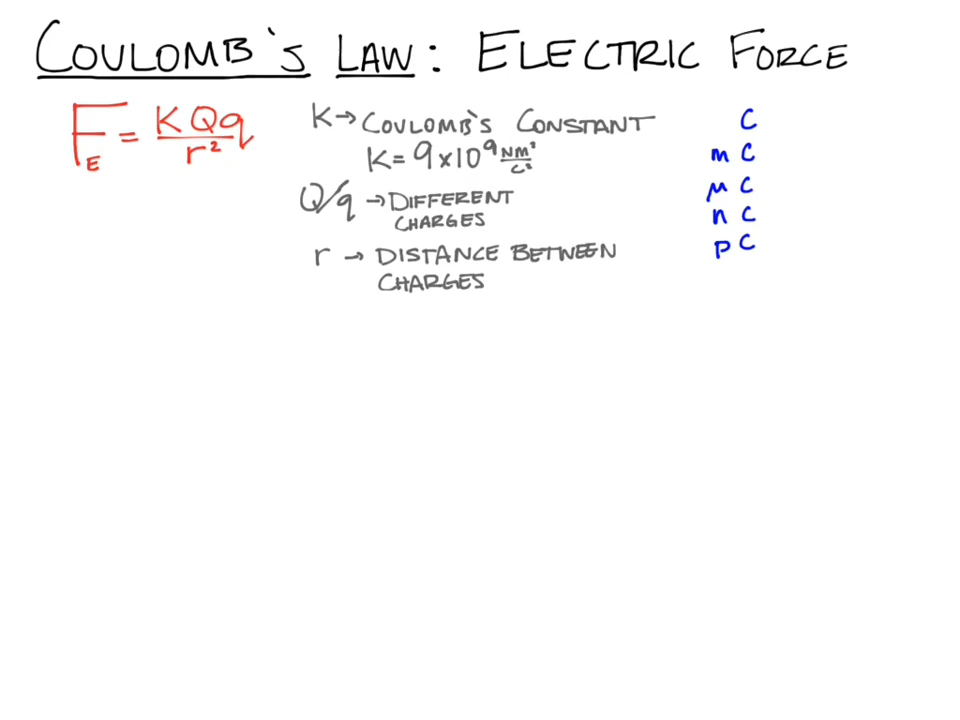 COULOMB'S LAW: ELECTRIC FORCE
F_E = KQq/r²
K → COULOMB'S CONSTANT
K = 9×10⁹ NM²/C²
Q/q → DIFFERENT
CHARGES
r → DISTANCE BETWEEN
CHARGES
C
mC
μC
nC
pC